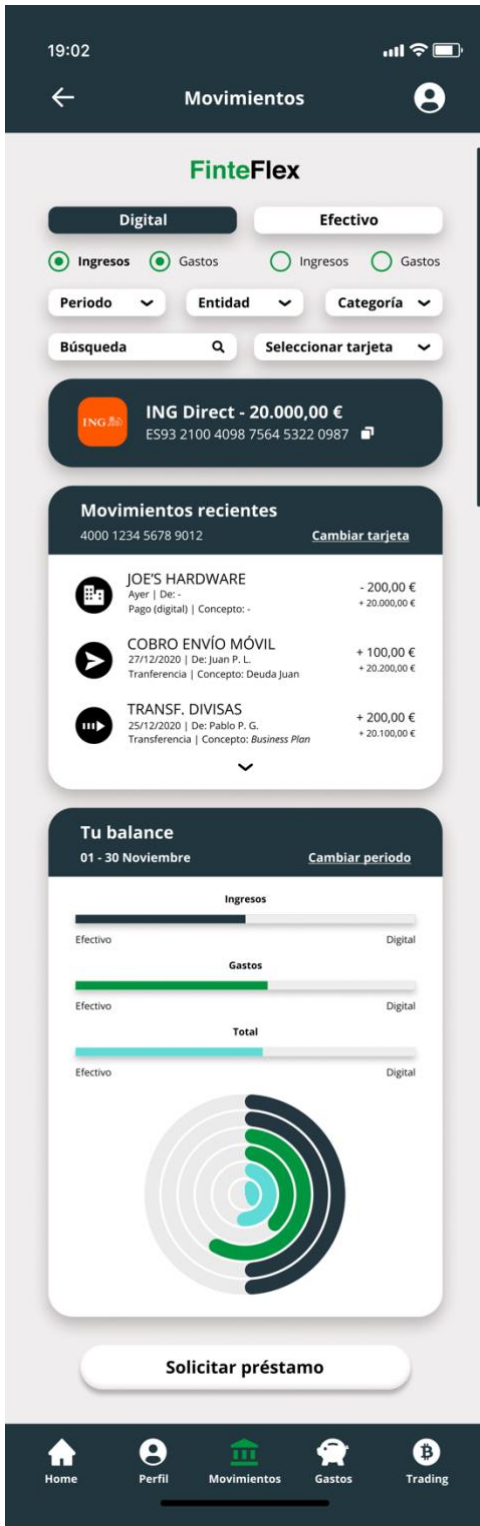 19:02
Movimientos
FinteFlex
Digital Efectivo
Ingresos Gastos Ingresos Gastos
Periodo Entidad Categoría
Búsqueda Seleccionar tarjeta
ING
ING Direct - 20.000,00 €
ES93 2100 4098 7564 5322 0987
Movimientos recientes
4000 1234 5678 9012 Cambiar tarjeta
JOE'S HARDWARE
Ayer | De: -
- 200,00 €
Pago (digital) | Concepto: -
+ 20.000,00 €
COBRO ENVÍO MÓVIL
27/12/2020 | De: Juan P. L.
+ 100,00 €
Tranferencia | Concepto: Deuda Juan
+ 20.200,00 €
TRANSF. DIVISAS
25/12/2020 | De: Pablo P. G.
+ 200,00 €
Transferencia | Concepto: Business Plan
+ 20.100,00 €
Tu balance
01 - 30 Noviembre Cambiar periodo
Ingresos
Efectivo Digital
Gastos
Efectivo Digital
Total
Efectivo Digital
Solicitar préstamo
Home Perfil Movimientos Gastos Trading